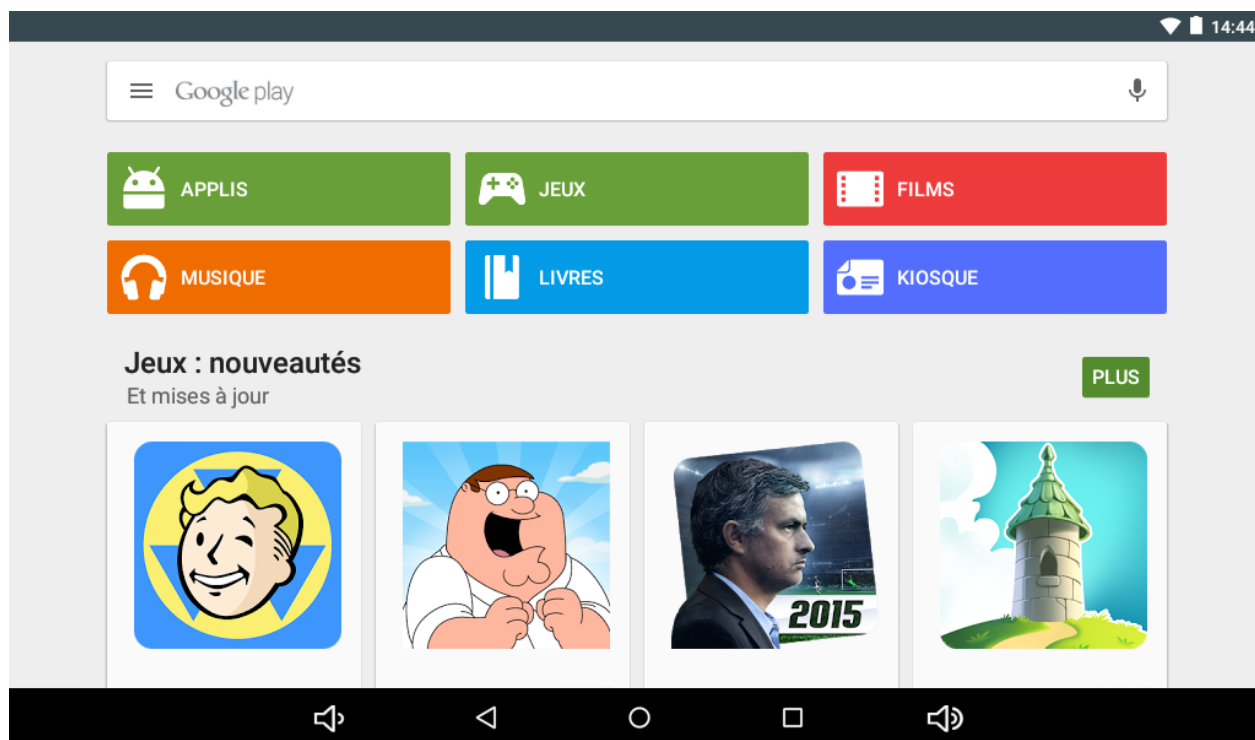 14:44
Google play
APPLIS
JEUX
FILMS
MUSIQUE
LIVRES
KIOSQUE
Jeux : nouveautés
PLUS
Et mises à jour
2015